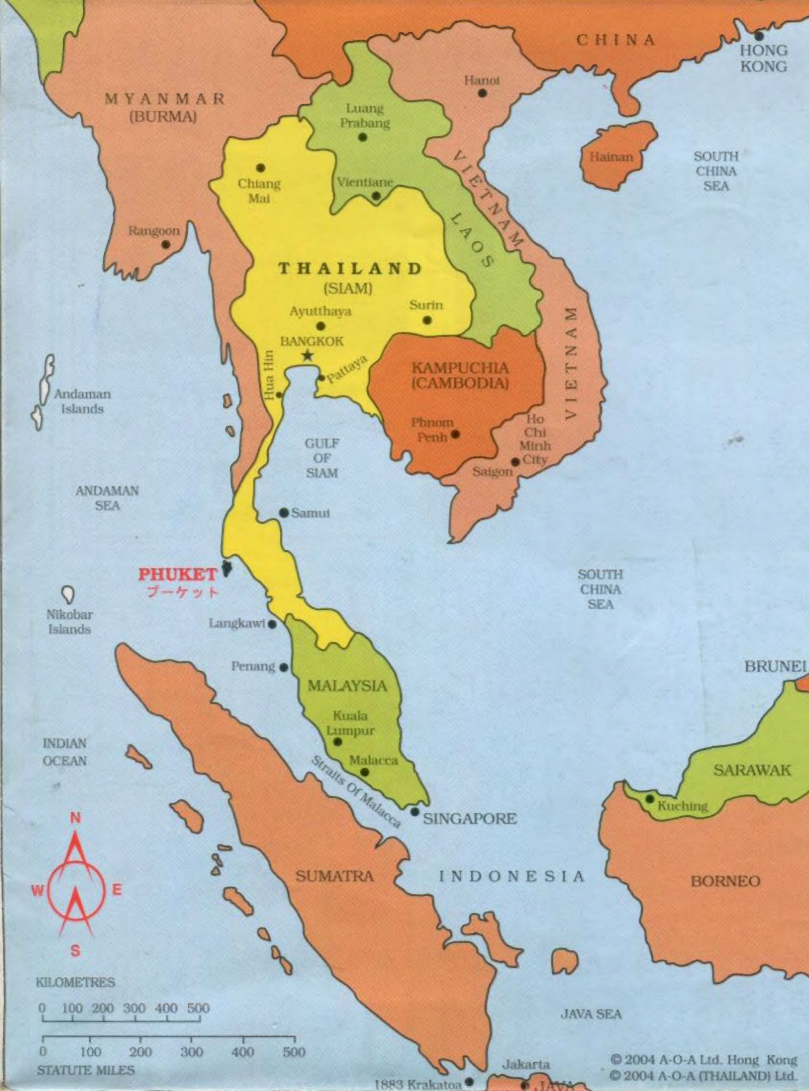 CHINA
HONG
KONG
MYANMAR
(BURMA)
Hanoi
Luang
Prabang
Hainan
SOUTH
CHINA
SEA
Chiang
Mai
Vientiane
VIETNAM
LAOS
Rangoon
THAILAND
(SIAM)
Ayutthaya
Surin
BANGKOK
Pattaya
Hua Hin
KAMPUCHIA
(CAMBODIA)
VIETNAM
Andaman
Islands
Phnom
Penh
Ho
Chi
Minh
City
Saigon
GULF
OF
SIAM
ANDAMAN
SEA
Samui
PHUKET
プーケット
SOUTH
CHINA
SEA
Nikobar
Islands
Langkawi
Penang
BRUNEI
MALAYSIA
Kuala
Lumpur
Malacca
INDIAN
OCEAN
Straits Of Malacca
SARAWAK
Kuching
SINGAPORE
N
W E
S
SUMATRA
INDONESIA
BORNEO
KILOMETRES
0 100 200 300 400 500
0 100 200 300 400 500
STATUTE MILES
JAVA SEA
Jakarta
1883 Krakatoa
JAVA
© 2004 A-O-A Ltd. Hong Kong
© 2004 A-O-A (THAILAND) Ltd.